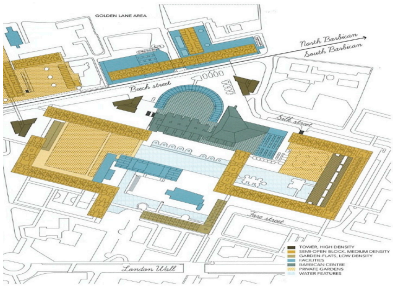 GOLDEN LANE AREA
North Barbican
South Barbican
Beech street
Silk street
Fore street
London Wall
TOWER, HIGH DENSITY
SEMI OPEN BLOCK, MEDIUM DENSITY
GARDEN FLATS, LOW DENSITY
FACILITIES
BARBICAN CENTRE
PRIVATE GARDENS
WATER FEATURES